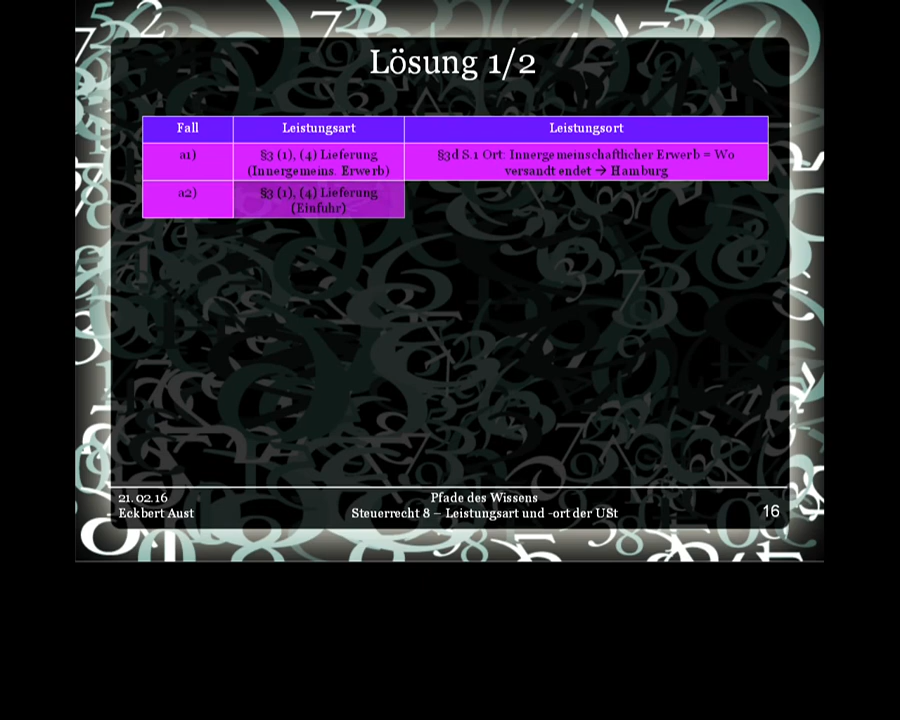 Lösung 1/2
Fall Leistungsart Leistungsort
a1) §3 (1), (4) Lieferung §3d S.1 Ort: Innergemeinschaftlicher Erwerb = Wo
(Innergemeins. Erwerb) versandt endet → Hamburg
a2) §3 (1), (4) Lieferung
(Einfuhr)
21.02.16 Pfade des Wissens
Eckbert Aust Steuerrecht 8 – Leistungsart und -ort der USt 16